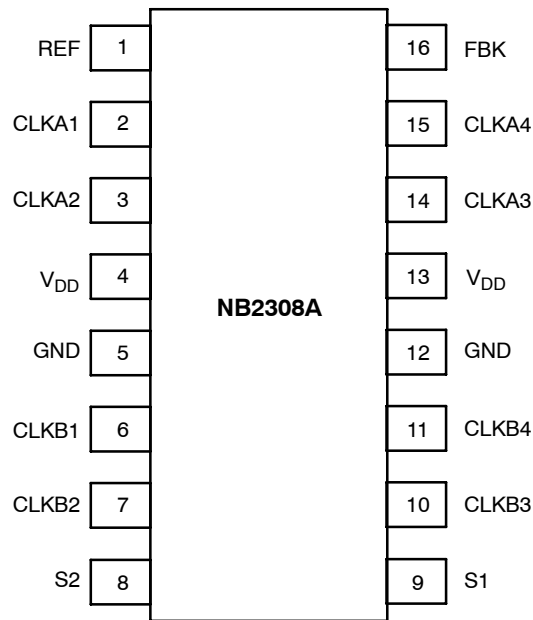 REF 1 16 FBK
CLKA1 2 15 CLKA4
CLKA2 3 14 CLKA3
VDD 4 13 VDD
NB2308A
GND 5 12 GND
CLKB1 6 11 CLKB4
CLKB2 7 10 CLKB3
S2 8 9 S1